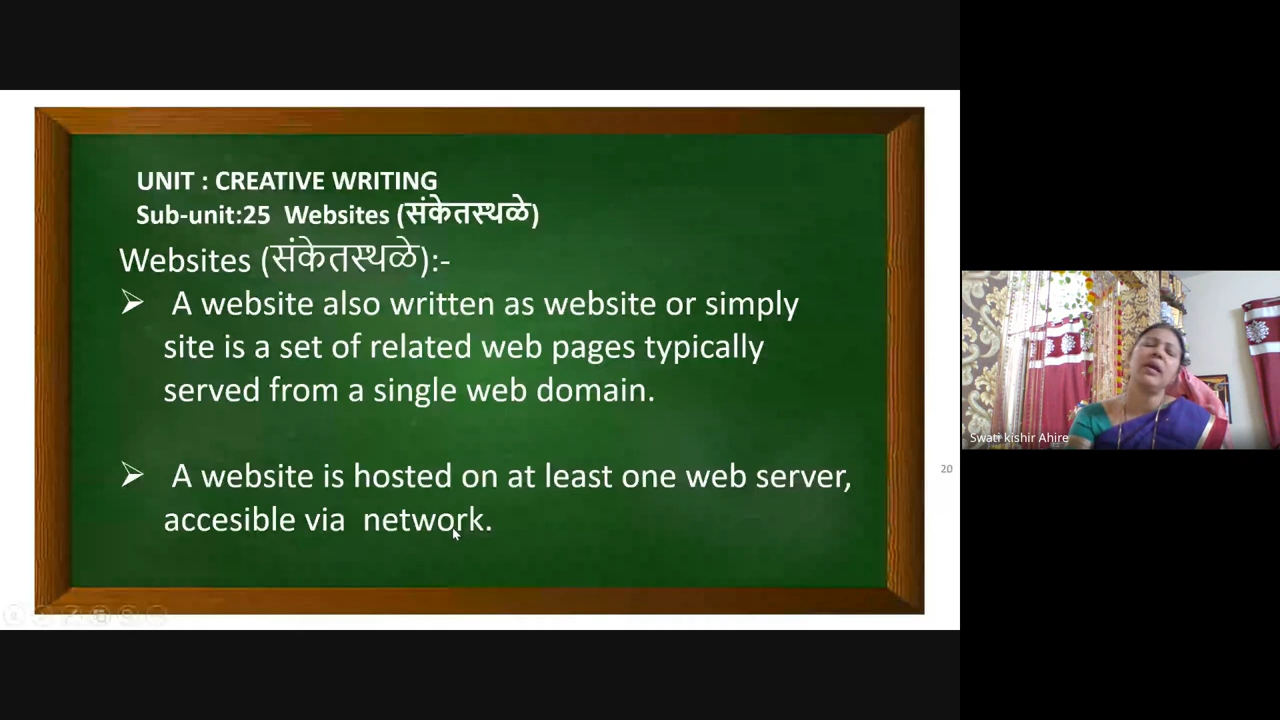 UNIT : CREATIVE WRITING
Sub-unit:25 Websites (संकेतस्थळे)
Websites (संकेतस्थळे):-
➢ A website also written as website or simply
site is a set of related web pages typically
served from a single web domain.
➢ A website is hosted on at least one web server,
accesible via network.
20
Swati kishir Ahire